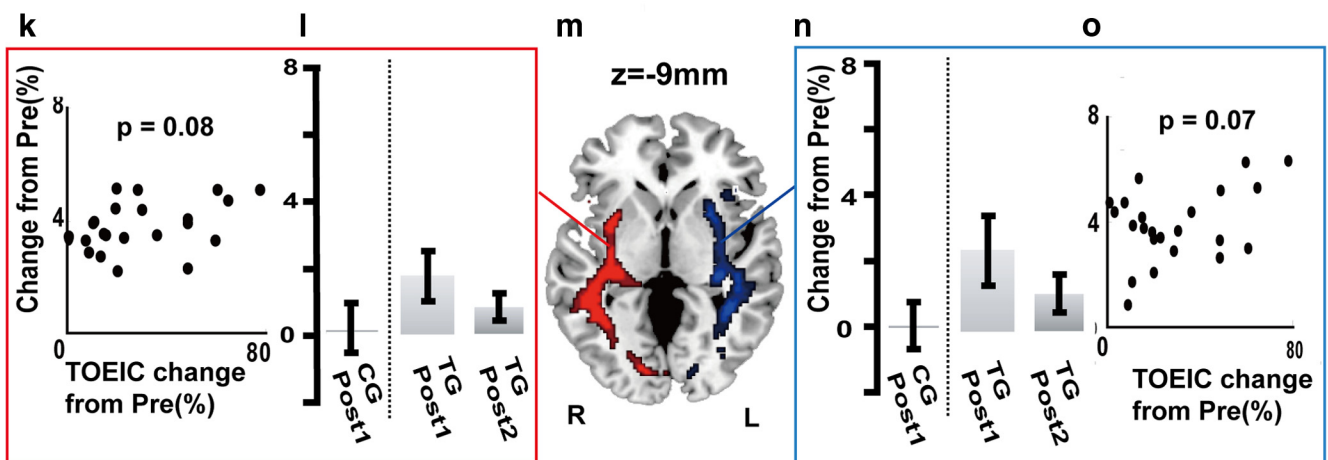 k
l
m
n
o
Change from Pre(%)
8
4
0
80
p = 0.08
TOEIC change
from Pre(%)
8
4
0
CG
Post1
TG
Post1
TG
Post2
z=-9mm
R
L
Change from Pre(%)
8
4
0
CG
Post1
TG
Post1
TG
Post2
8
4
0
0
80
p = 0.07
TOEIC change
from Pre(%)